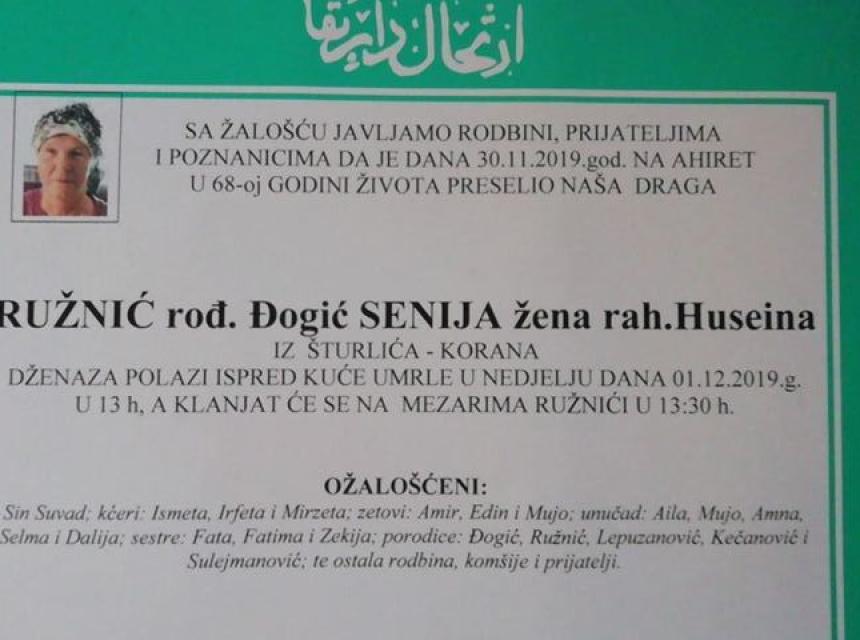 SA ŽALOŠĆU JAVLJAMO RODBINI, PRIJATELJIMA
I POZNANICIMA DA JE DANA 30.11.2019.god. NA AHIRET
U 68-oj GODINI ŽIVOTA PRESELIO NAŠA DRAGA
RUŽNIĆ rođ. Đogić SENIJA žena rah.Huseina
IZ ŠTURLIĆA - KORANA
DŽENAZA POLAZI ISPRED KUĆE UMRLE U NEDJELJU DANA 01.12.2019.g.
U 13 h, A KLANJAT ĆE SE NA MEZARIMA RUŽNIĆI U 13:30 h.
OŽALOŠĆENI:
Sin Suvad; kćeri: Ismeta, Irfeta i Mirzeta; zetovi: Amir, Edin i Mujo; unučad: Aila, Mujo, Amna,
Selma i Dalija; sestre: Fata, Fatima i Zekija; porodice: Đogić, Ružnić, Lepuzanović, Kečanović i
Sulejmanović; te ostala rodbina, komšije i prijatelji.